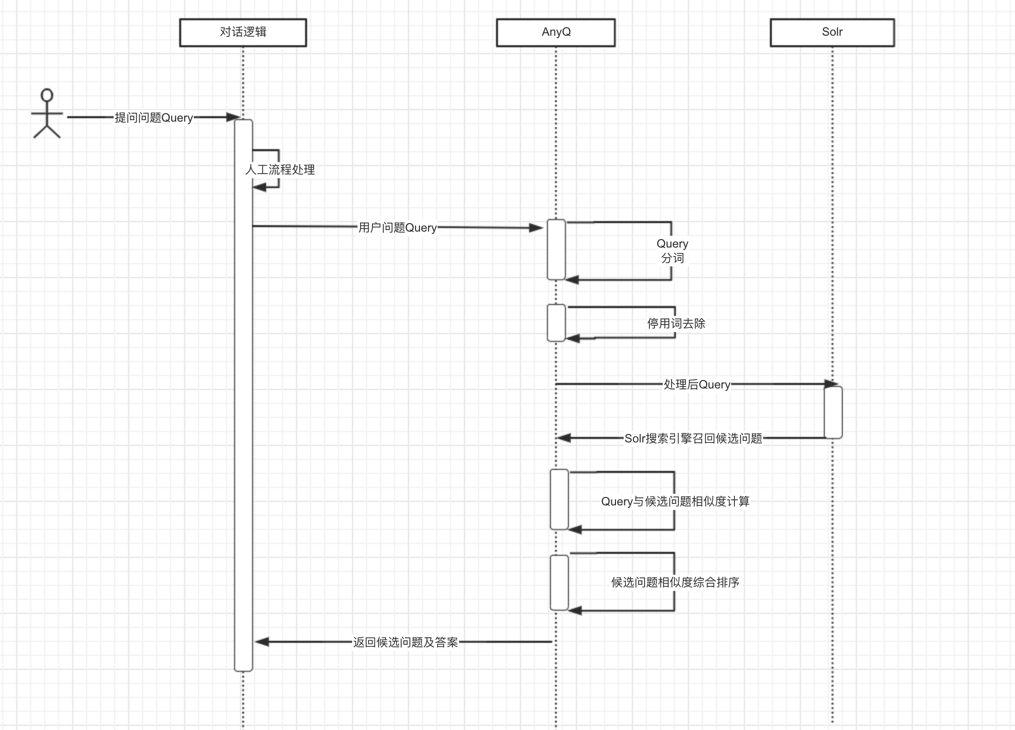 对话逻辑
AnyQ
Solr
提问问题Query
人工流程处理
用户问题Query
Query
分词
停用词去除
处理后Query
Solr搜索引擎召回候选问题
Query与候选问题相似度计算
候选问题相似度综合排序
返回候选问题及答案